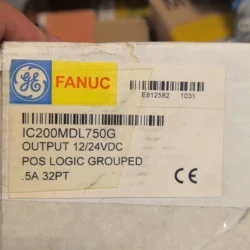 GE FANUC
E812582 1031
IC200MDL750G
OUTPUT 12/24VDC
POS LOGIC GROUPED
.5A 32PT
CE